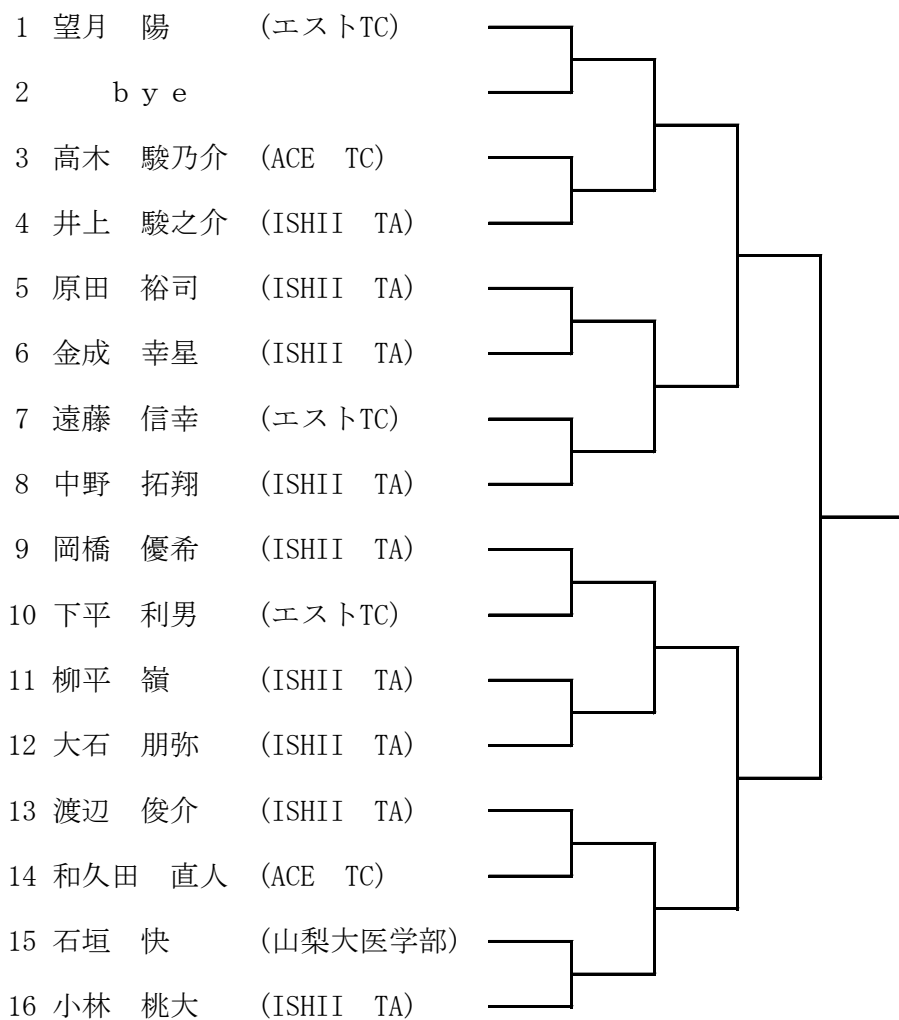 1 望月　陽　（エストTC）
2 ｂｙｅ
3 高木　駿乃介　（ACE　TC）
4 井上　駿之介　（ISHII　TA）
5 原田　裕司　（ISHII　TA）
6 金成　幸星　（ISHII　TA）
7 遠藤　信幸　（エストTC）
8 中野　拓翔　（ISHII　TA）
9 岡橋　優希　（ISHII　TA）
10 下平　利男　（エストTC）
11 柳平　嶺　（ISHII　TA）
12 大石　朋弥　（ISHII　TA）
13 渡辺　俊介　（ISHII　TA）
14 和久田　直人　（ACE　TC）
15 石垣　快　（山梨大医学部）
16 小林　桃大　（ISHII　TA）